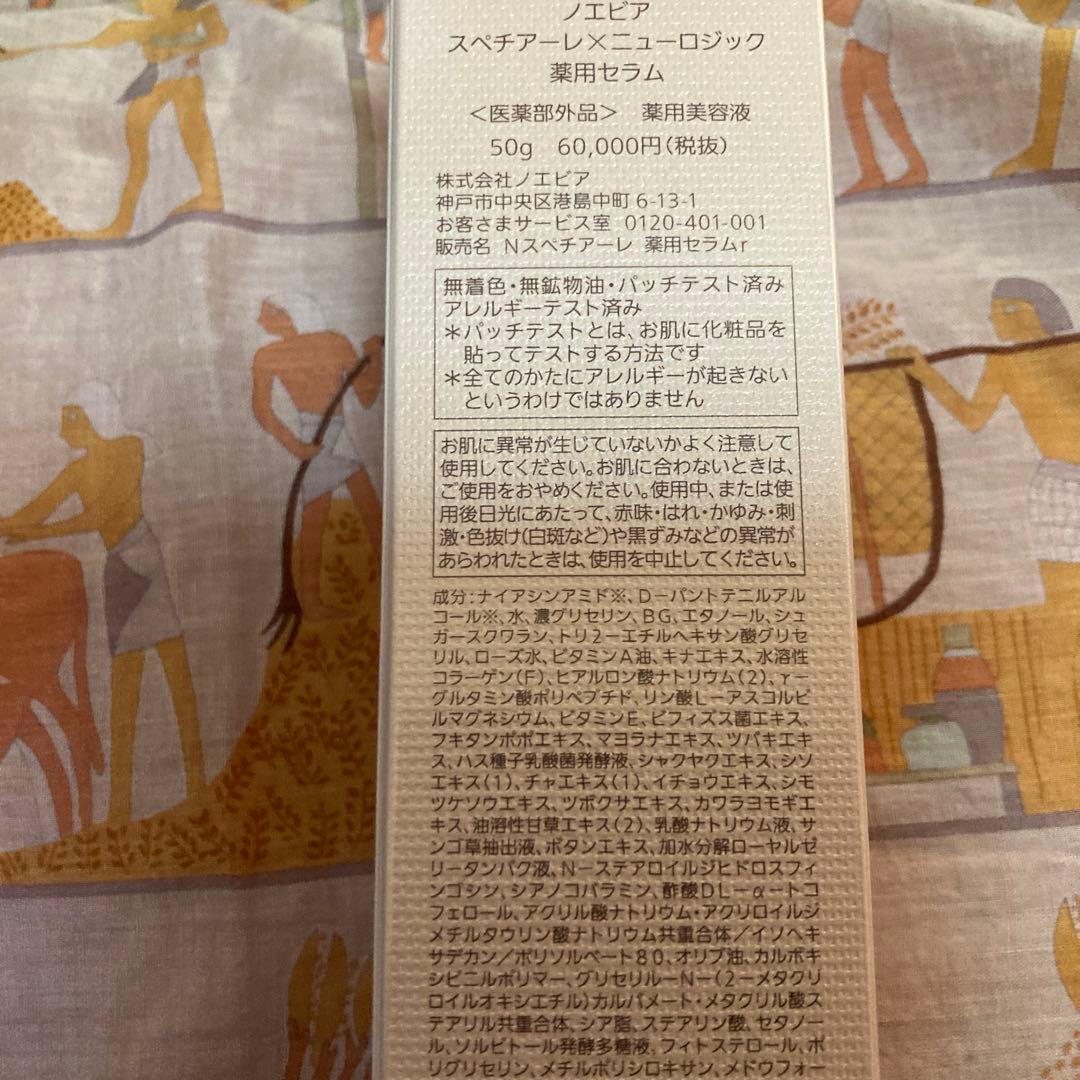 ノエビア
スペチアーレ×ニューロジック
薬用セラム
＜医薬部外品＞　薬用美容液
50g　60,000円(税抜)
株式会社ノエビア
神戸市中央区港島中町 6-13-1
お客さまサービス室　0120-401-001
販売名　Nスペチアーレ　薬用セラムr
無着色・無鉱物油・パッチテスト済み
アレルギーテスト済み
＊パッチテストとは、お肌に化粧品を
貼ってテストする方法です
＊全てのかたにアレルギーが起きない
というわけではありません
お肌に異常が生じていないかよく注意して
使用してください。お肌に合わないときは、
ご使用をおやめください。使用中、または使
用後日光にあたって、赤味・はれ・かゆみ・刺
激・色抜け(白斑など)や黒ずみなどの異常が
あらわれたときは、使用を中止してください。
成分：ナイアシンアミド※、D－パントテニルアル
コール※、水、濃グリセリン、BG、エタノール、シュ
ガースクワラン、トリ2－エチルヘキサン酸グリセ
リル、ローズ水、ビタミンA油、キナエキス、水溶性
コラーゲン(F)、ヒアルロン酸ナトリウム(2)、γ－
グルタミン酸ポリペプチド、リン酸L－アスコルビ
ルマグネシウム、ビタミンE、ビフィズス菌エキス、
フキタンポポエキス、マヨラナエキス、ツバキエキ
ス、ハス種子乳酸菌発酵液、シャクヤクエキス、シソ
エキス(1)、チャエキス(1)、イチョウエキス、シモ
ツケソウエキス、ツボクサエキス、カワラヨモギエ
キス、油溶性甘草エキス(2)、乳酸ナトリウム液、サ
ンゴ草抽出液、ボタンエキス、加水分解ローヤルゼ
リータンパク液、N－ステアロイルジヒドロスフィ
ンゴシン、シアノコバラミン、酢酸DL－α－トコ
フェロール、アクリル酸ナトリウム・アクリロイルジ
メチルタウリン酸ナトリウム共重合体／イソヘキ
サデカン／ポリソルベート80、オリブ油、カルボキ
シビニルポリマー、グリセリルーN－(2－メタクリ
ロイルオキシエチル)カルバメート・メタクリル酸ス
テアリル共重合体、シア脂、ステアリン酸、セタノー
ル、ソルビトール発酵多糖液、フィトステロール、ポ
リグリセリン、メチルポリシロキサン、メドウフォー